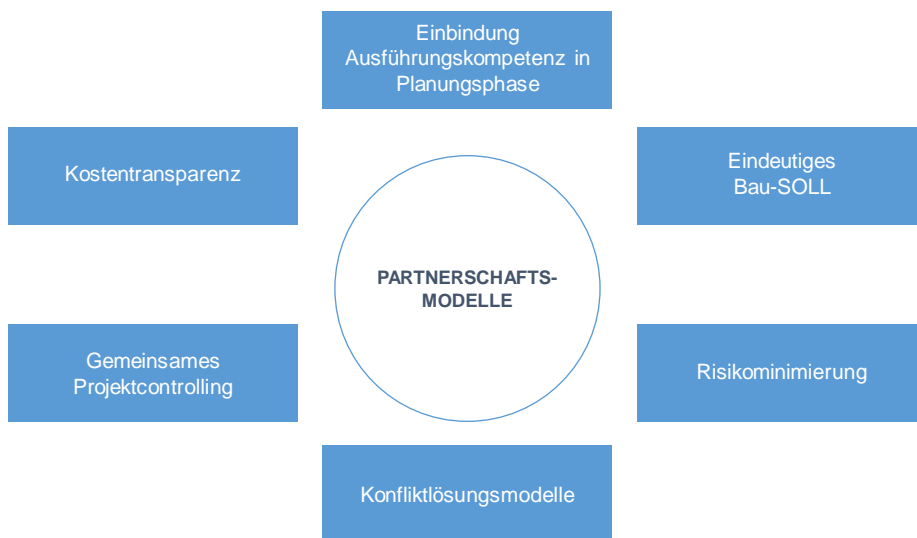 Einbindung
Ausführungskompetenz in
Planungsphase
Kostentransparenz
Eindeutiges
Bau-SOLL
PARTNERSCHAFTS-
MODELLE
Gemeinsames
Projektcontrolling
Risikominimierung
Konfliktlösungsmodelle